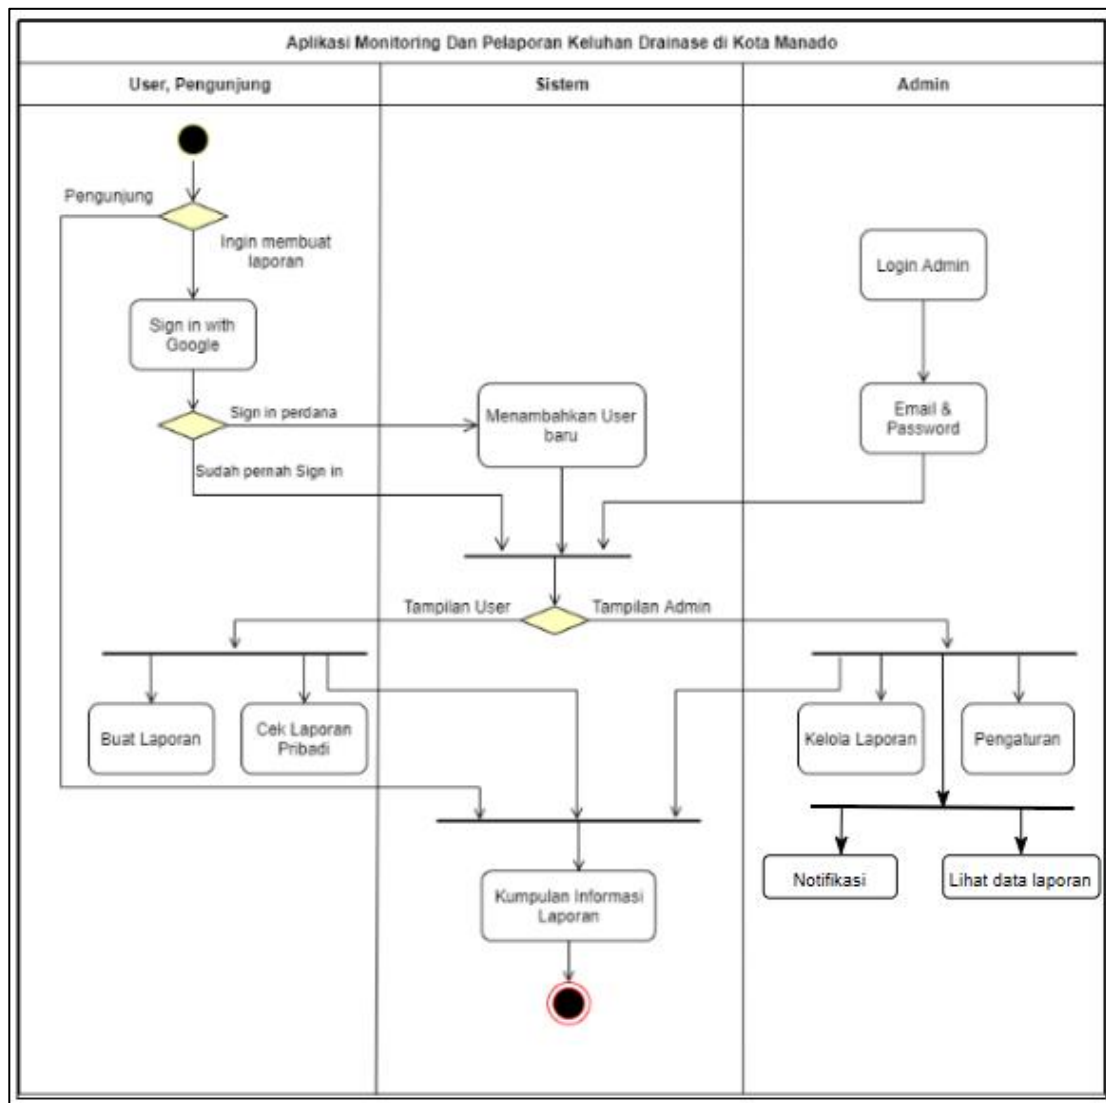 Aplikasi Monitoring Dan Pelaporan Keluhan Drainase di Kota Manado
User, Pengunjung
Sistem
Admin
Pengunjung
Ingin membuat
laporan
Login Admin
Sign in with
Google
Sign in perdana
Menambahkan User
baru
Email &
Password
Sudah pernah Sign in
Tampilan User
Tampilan Admin
Buat Laporan
Cek Laporan
Pribadi
Kelola Laporan
Pengaturan
Notifikasi
Lihat data laporan
Kumpulan Informasi
Laporan